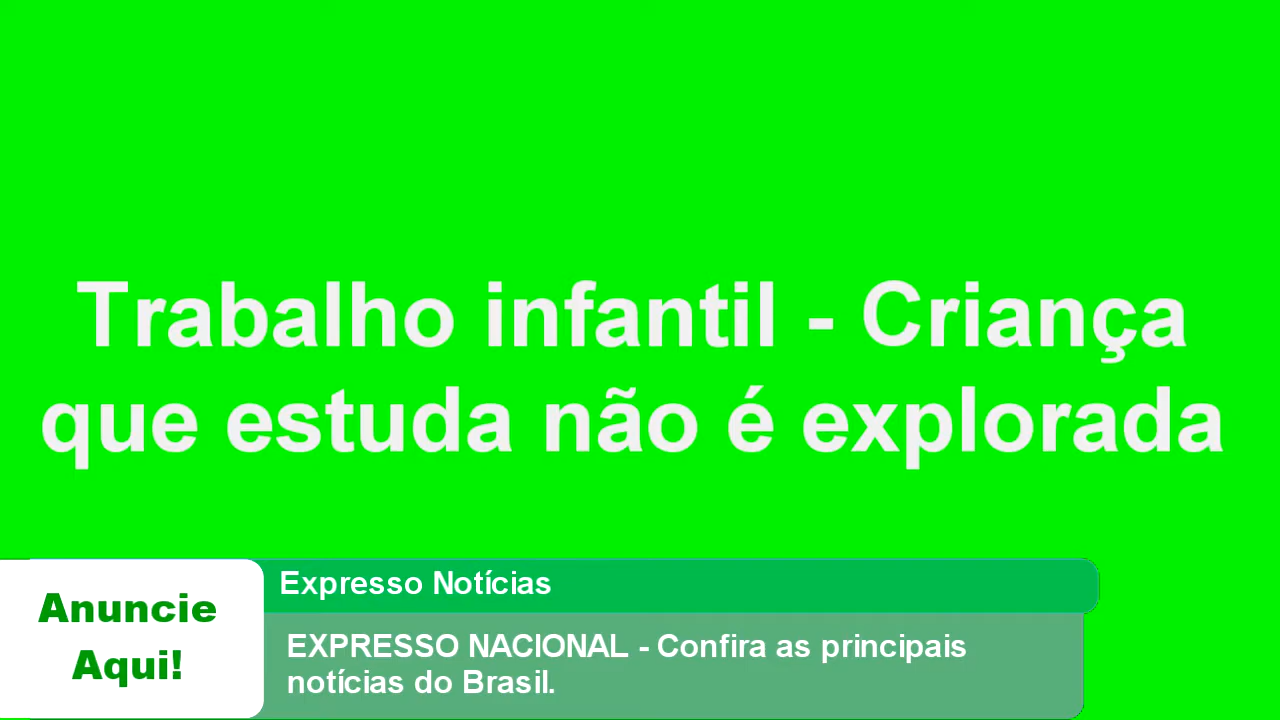 Trabalho infantil - Criança
que estuda não é explorada
Anuncie
Aqui!
Expresso Notícias
EXPRESSO NACIONAL - Confira as principais
notícias do Brasil.